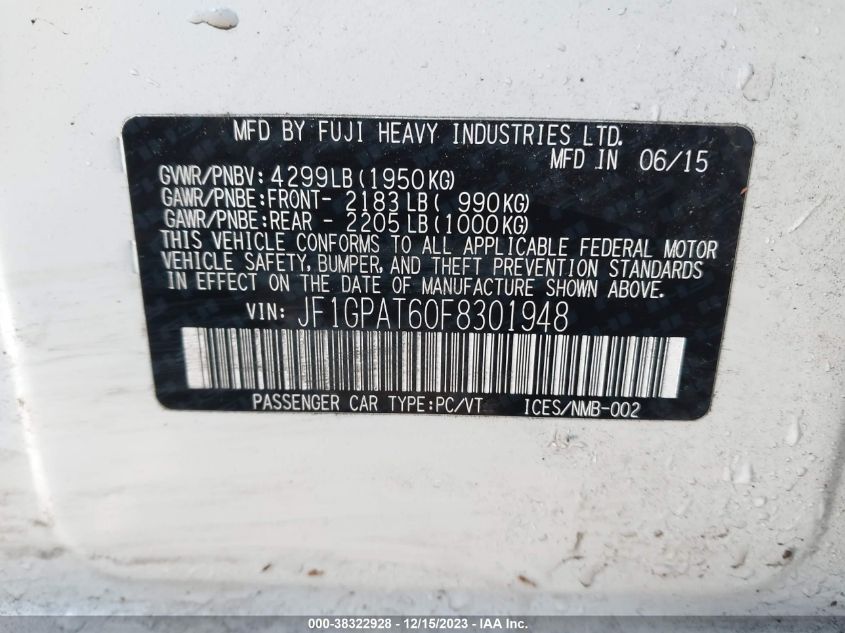 MFD BY FUJI HEAVY INDUSTRIES LTD.
MFD IN 06/15
GVWR/PNBV: 4299LB (1950KG)
GAWR/PNBE:FRONT- 2183LB( 990KG)
GAWR/PNBE:REAR - 2205LB(1000KG)
THIS VEHICLE CONFORMS TO ALL APPLICABLE FEDERAL MOTOR
VEHICLE SAFETY, BUMPER, AND THEFT PREVENTION STANDARDS
IN EFFECT ON THE DATE OF MANUFACTURE SHOWN ABOVE.
VIN: JF1GPAT60F8301948
PASSENGER CAR TYPE:PC/VT ICES/NMB-002
000-38322928 - 12/15/2023 - IAA Inc.